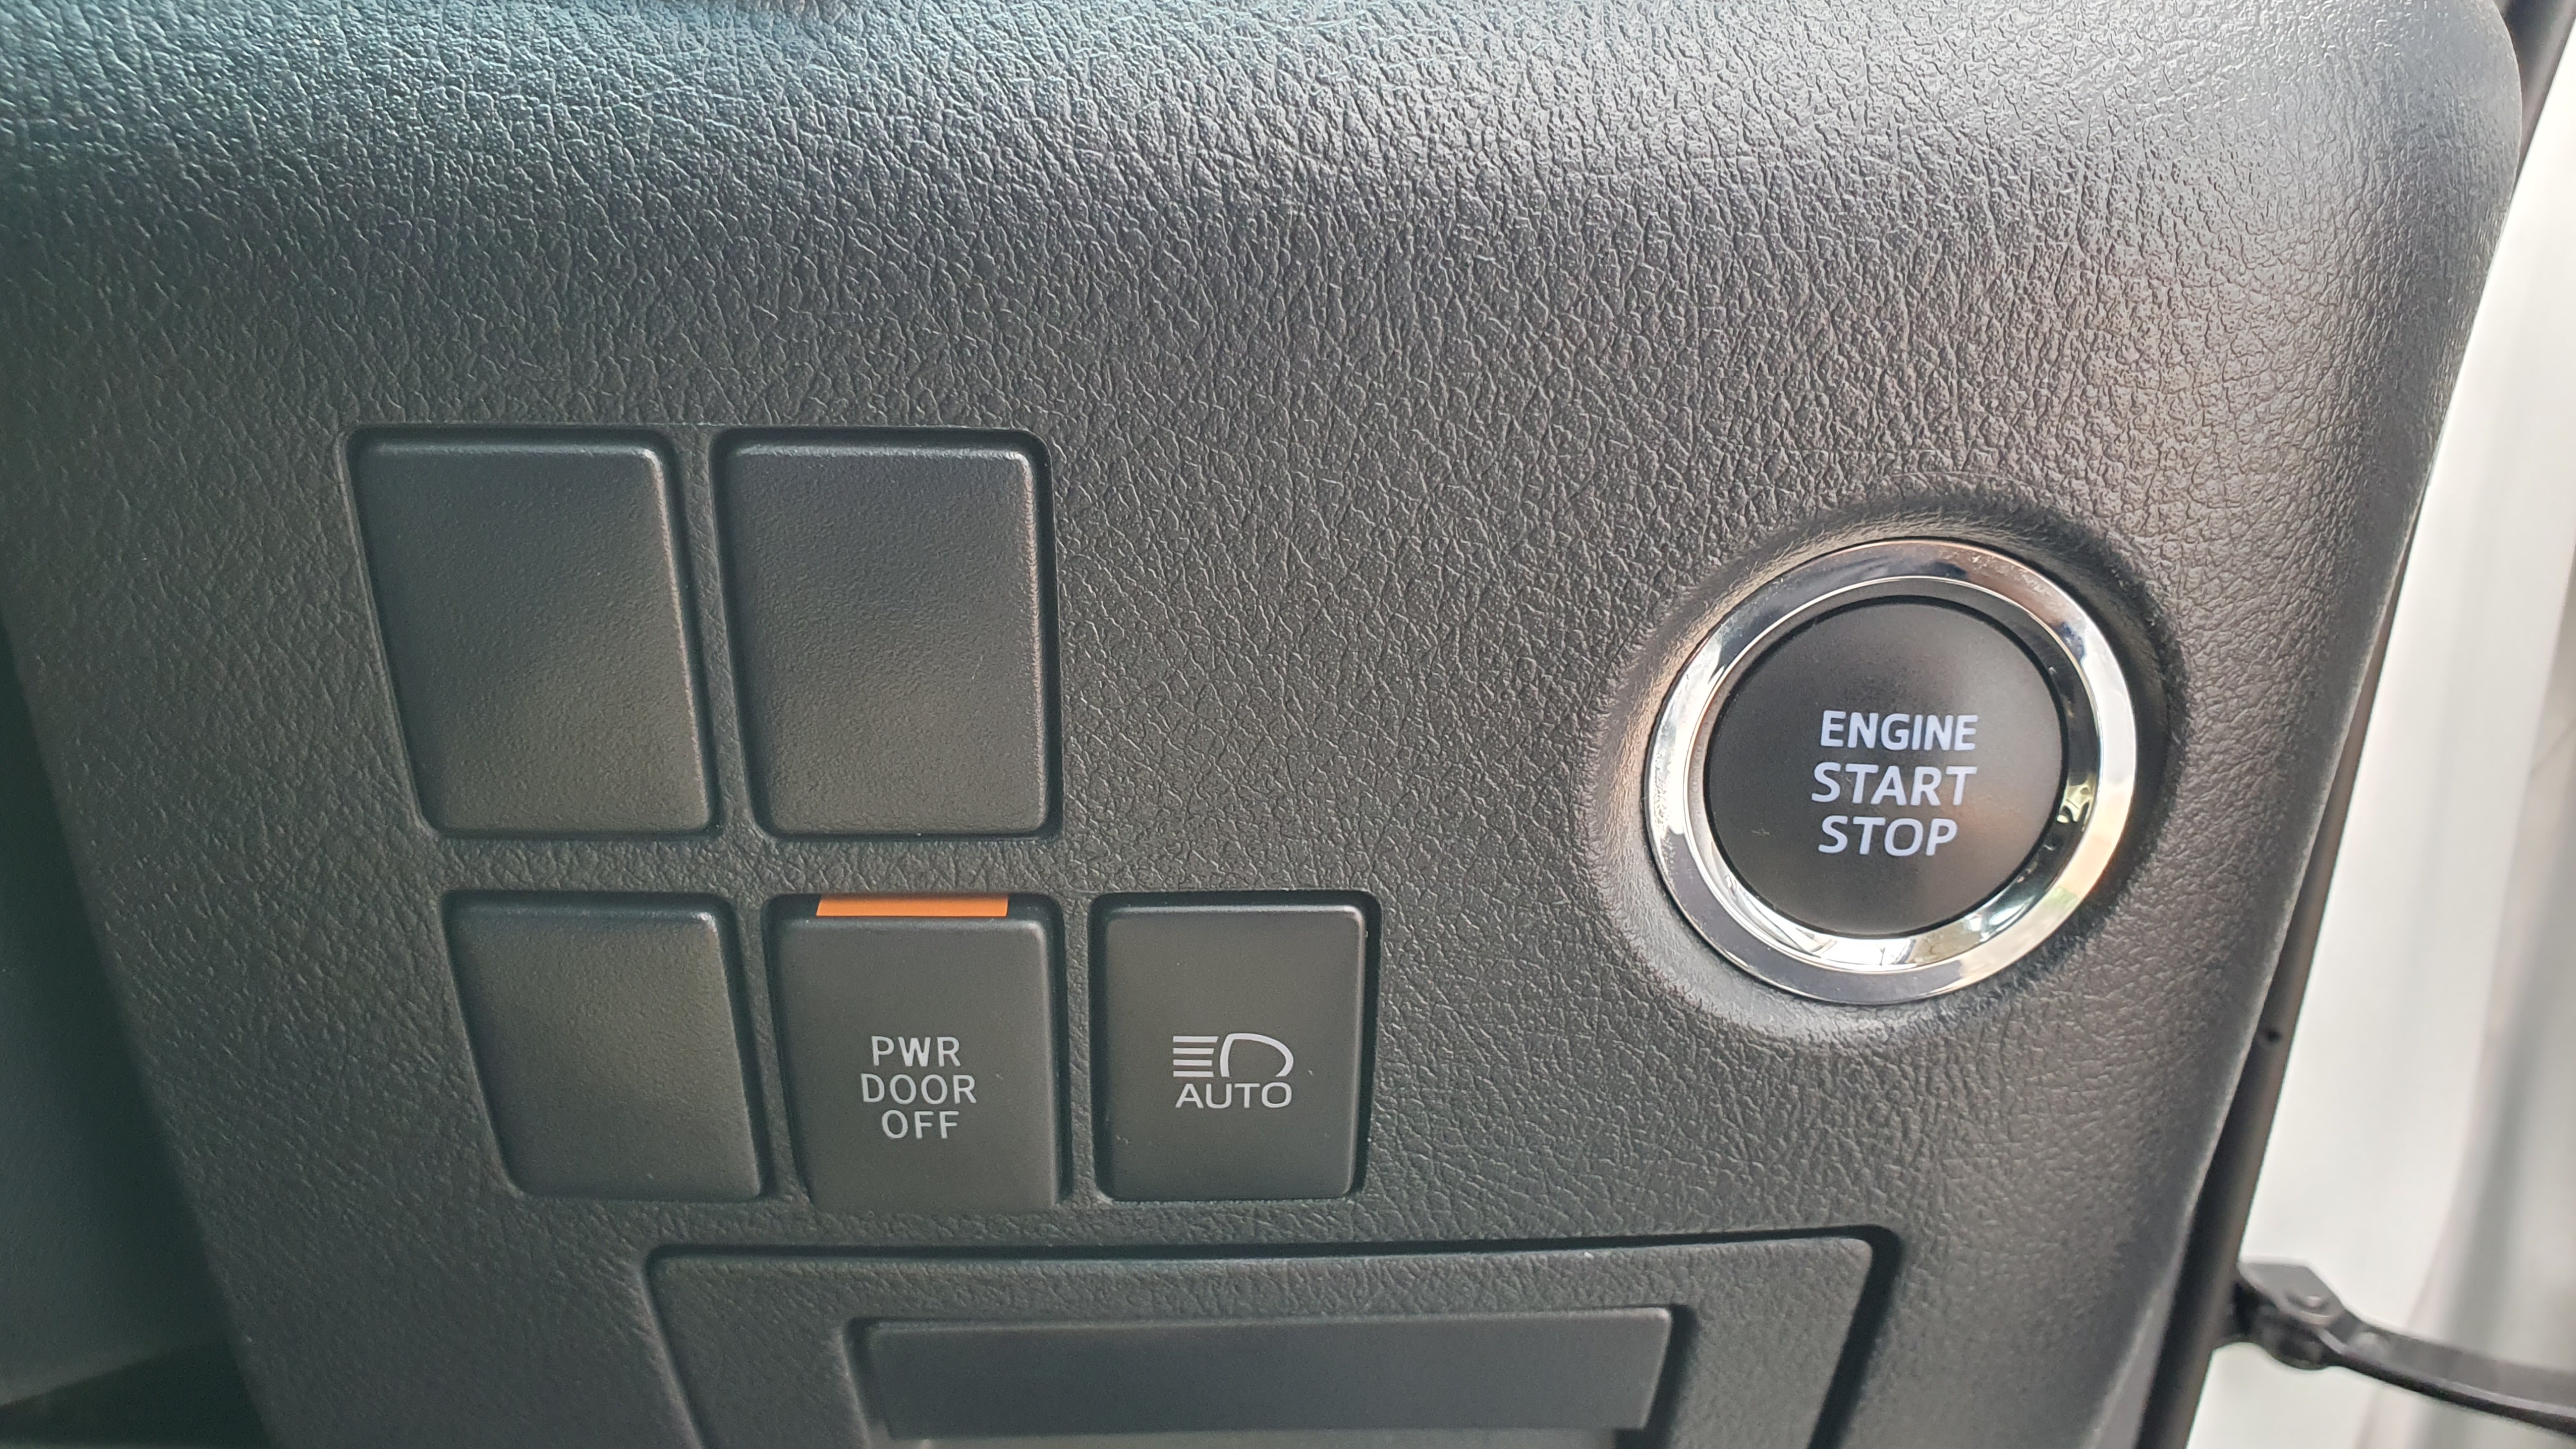 ENGINE
START
STOP
PWR
DOOR
OFF
AUTO